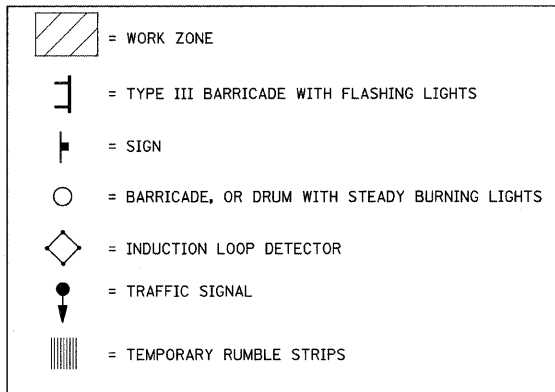 = WORK ZONE
= TYPE III BARRICADE WITH FLASHING LIGHTS
= SIGN
= BARRICADE, OR DRUM WITH STEADY BURNING LIGHTS
= INDUCTION LOOP DETECTOR
= TRAFFIC SIGNAL
= TEMPORARY RUMBLE STRIPS